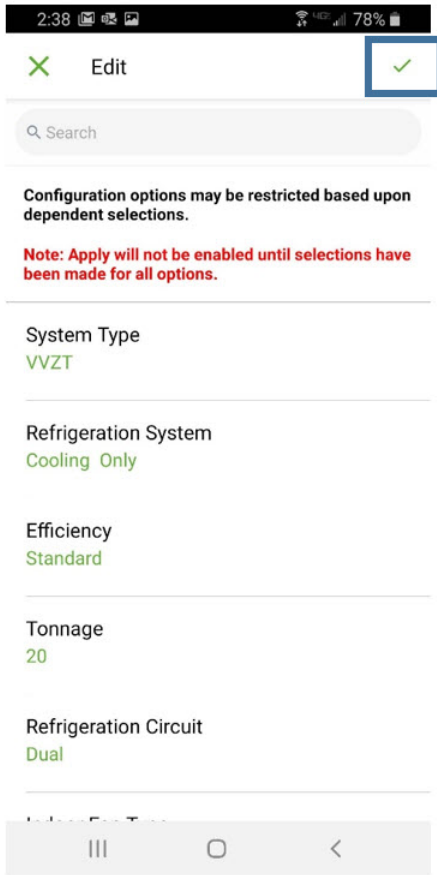 2:38 78%
Edit
Search
Configuration options may be restricted based upon
dependent selections.
Note: Apply will not be enabled until selections have
been made for all options.
System Type
VVZT
Refrigeration System
Cooling Only
Efficiency
Standard
Tonnage
20
Refrigeration Circuit
Dual